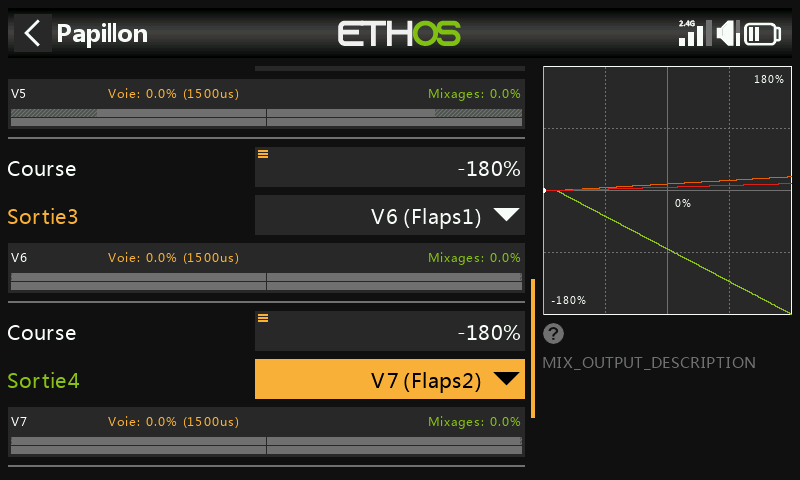 Papillon
ETHOS
2.4G
V5 Voie: 0.0% (1500us) Mixages: 0.0%
Course -180%
Sortie3 V6 (Flaps1)
V6 Voie: 0.0% (1500us) Mixages: 0.0%
Course -180%
Sortie4 V7 (Flaps2)
V7 Voie: 0.0% (1500us) Mixages: 0.0%
180%
0%
-180%
?
MIX_OUTPUT_DESCRIPTION